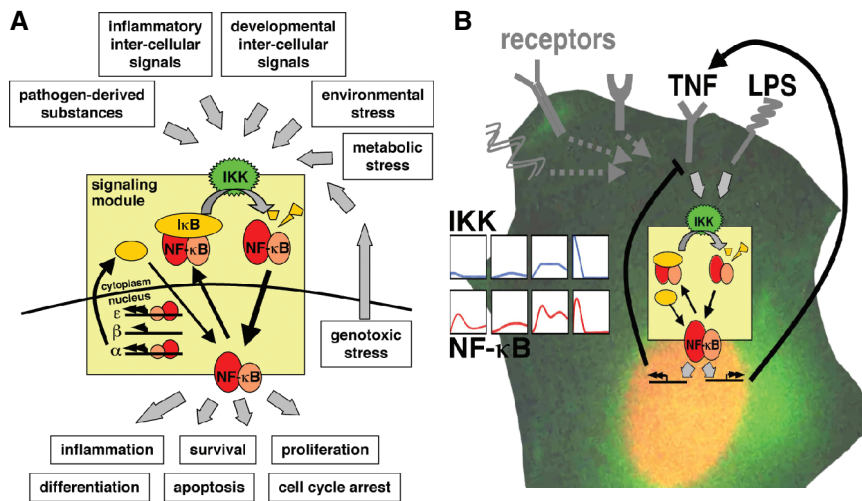 A
inflammatory
inter-cellular
signals
developmental
inter-cellular
signals
pathogen-derived
substances
environmental
stress
metabolic
stress
IKK
signaling
module
IκB
NF-κB
NF-κB
cytoplasm
nucleus
ε
β
α
NF-κB
genotoxic
stress
inflammation
survival
proliferation
differentiation
apoptosis
cell cycle arrest
B
receptors
TNF
LPS
IKK
IKK
NF-κB
NF-κB